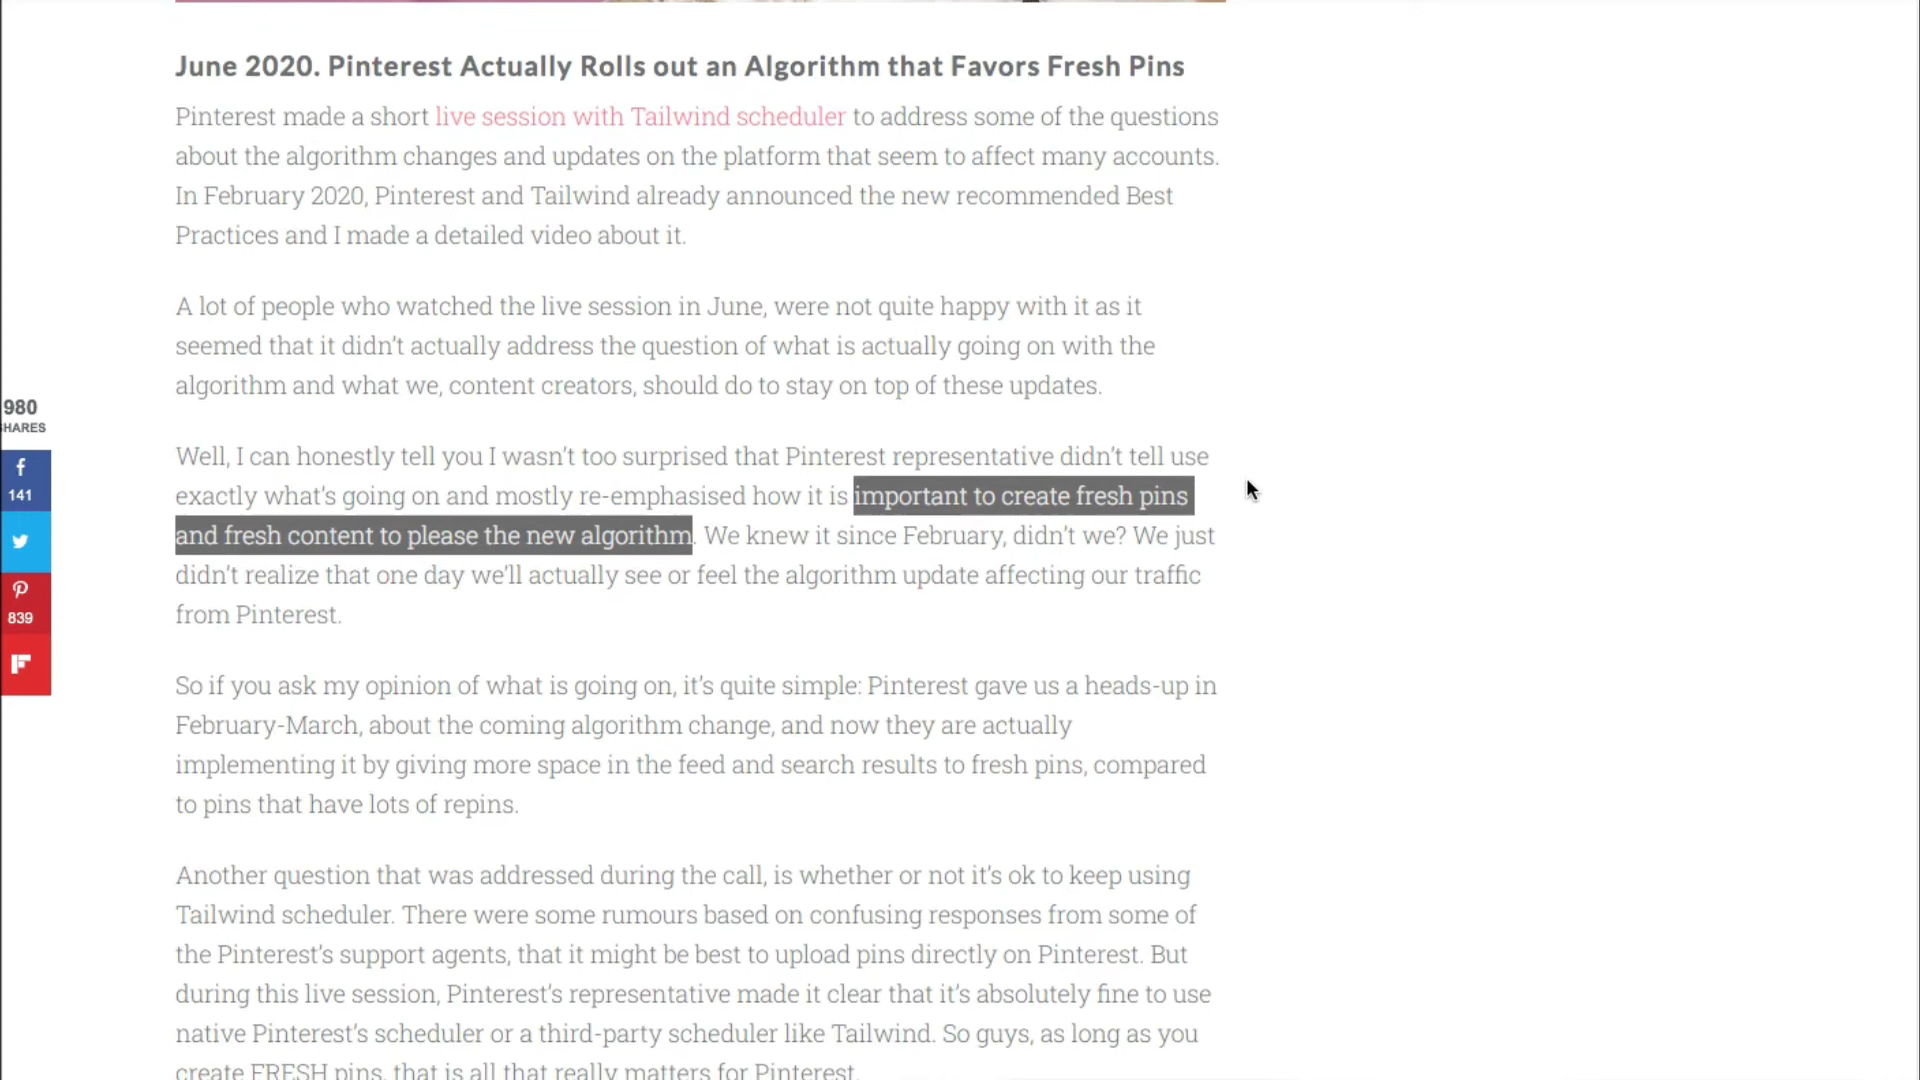 June 2020. Pinterest Actually Rolls out an Algorithm that Favors Fresh Pins
Pinterest made a short live session with Tailwind scheduler to address some of the questions
about the algorithm changes and updates on the platform that seem to affect many accounts.
In February 2020, Pinterest and Tailwind already announced the new recommended Best
Practices and I made a detailed video about it.
A lot of people who watched the live session in June, were not quite happy with it as it
seemed that it didn't actually address the question of what is actually going on with the
algorithm and what we, content creators, should do to stay on top of these updates.
980
HARES
141
839
Well, I can honestly tell you I wasn't too surprised that Pinterest representative didn't tell use
exactly what's going on and mostly re-emphasised how it is important to create fresh pins
and fresh content to please the new algorithm. We knew it since February, didn't we? We just
didn't realize that one day we'll actually see or feel the algorithm update affecting our traffic
from Pinterest.
So if you ask my opinion of what is going on, it's quite simple: Pinterest gave us a heads-up in
February-March, about the coming algorithm change, and now they are actually
implementing it by giving more space in the feed and search results to fresh pins, compared
to pins that have lots of repins.
Another question that was addressed during the call, is whether or not it's ok to keep using
Tailwind scheduler. There were some rumours based on confusing responses from some of
the Pinterest's support agents, that it might be best to upload pins directly on Pinterest. But
during this live session, Pinterest's representative made it clear that it's absolutely fine to use
native Pinterest's scheduler or a third-party scheduler like Tailwind. So guys, as long as you
create FRESH pins, that is all that really matters for Pinterest.